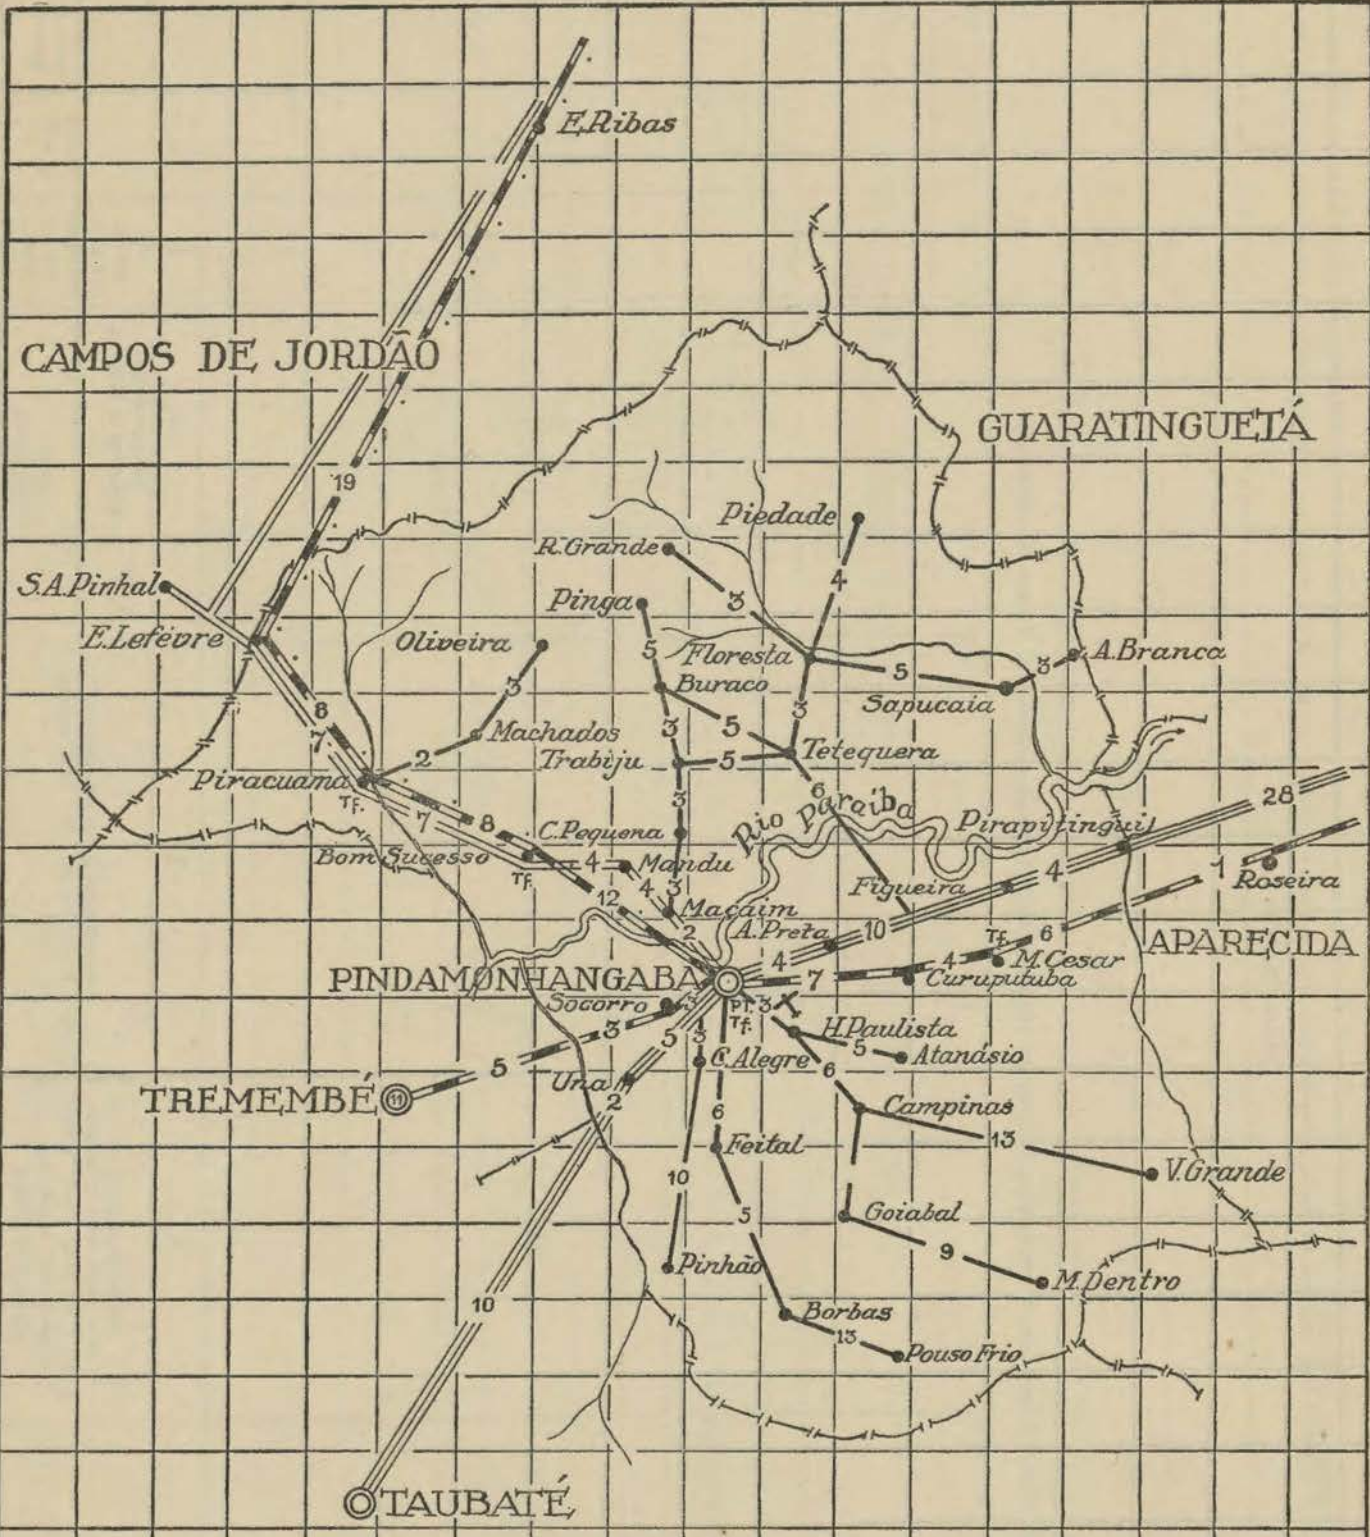 E.Ribas
CAMPOS DE JORDÃO
GUARATINGUETÁ
19
Piedade
R.Grande
S.A.Pinhal
4
Pinga
3
E.Lefévre
Oliveira
5
Floresta
5
3
A.Branca
3
Buraco
Sapucaia
8
7
3
5
3
Machados
2
Trabiju
5
Tetequera
Piracuama
Tf.
6
3
28
7
8
C.Pequena
Rio Paraíba
Pirapitingüi
Bom Sucesso
4
Mandu
Tf.
4
4
1
Roseira
12
3
Figueira
Macaim
2
A.Preta
10
6
APARECIDA
Tf.
4
4
M.Cesar
PINDAMONHANGABA
7
Curuputuba
Socorro
3
PT.
Tf.
3
H.Paulista
3
5
3
5
Atanásio
5
Una
C.Alegre
6
TREMEMBÉ
11
2
6
Campinas
13
Feital
V.Grande
10
5
Goiabal
9
Pinhão
M.Dentro
10
Borbas
13
Pouso Frio
TAUBATÉ